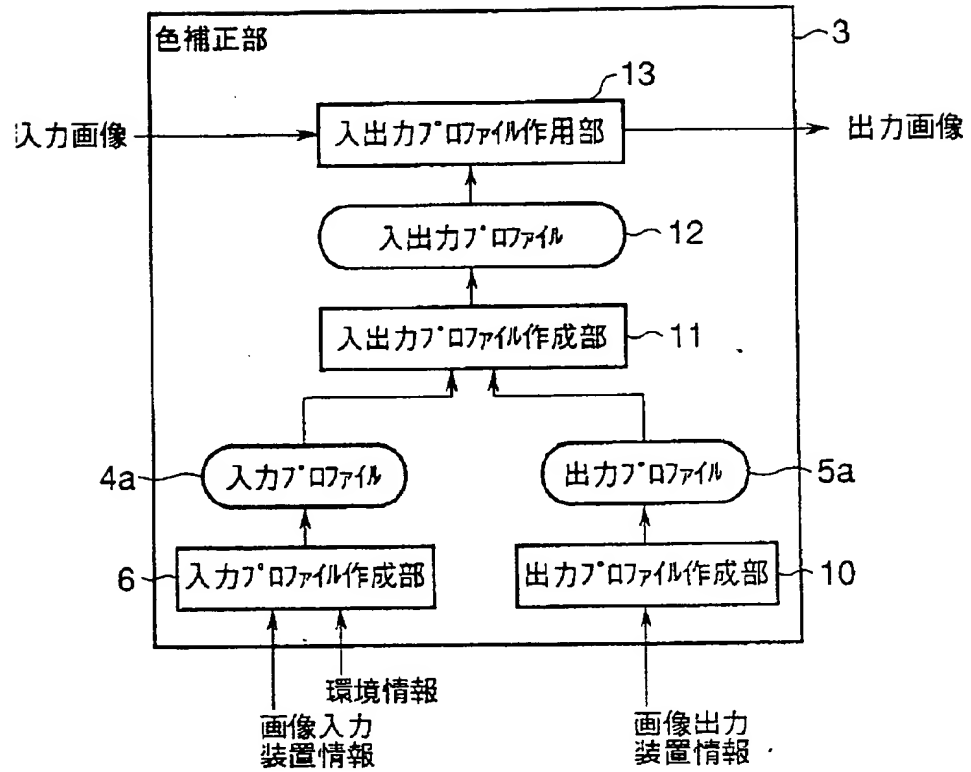 色補正部
3
13
入力画像
入出力プロファイル作用部
出力画像
入出力プロファイル
12
入出力プロファイル作成部
11
4a
入力プロファイル
出力プロファイル
5a
6
入力プロファイル作成部
出力プロファイル作成部
10
環境情報
画像入力
装置情報
画像出力
装置情報